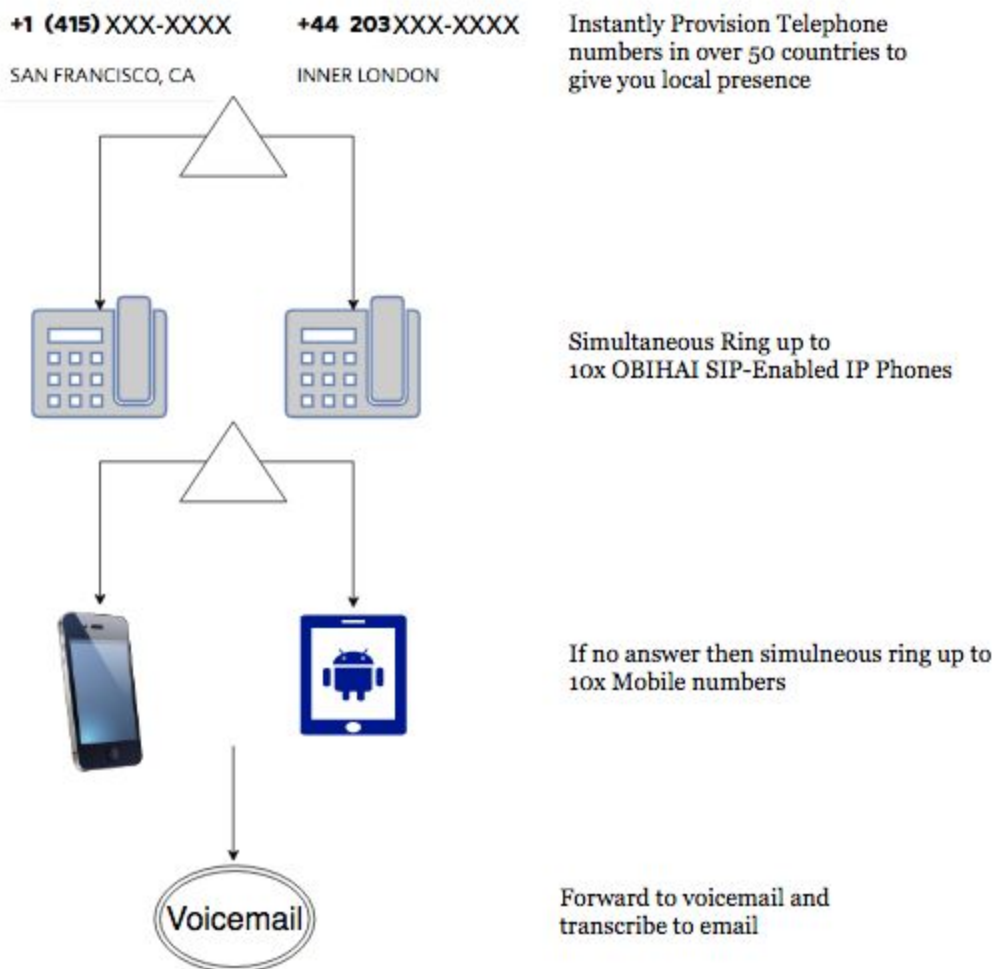 +1 (415) XXX-XXXX
SAN FRANCISCO, CA
+44 203 XXX-XXXX
INNER LONDON
Instantly Provision Telephone
numbers in over 50 countries to
give you local presence
Simultaneous Ring up to
10x OBIHAI SIP-Enabled IP Phones
If no answer then simulneous ring up to
10x Mobile numbers
Voicemail
Forward to voicemail and
transcribe to email